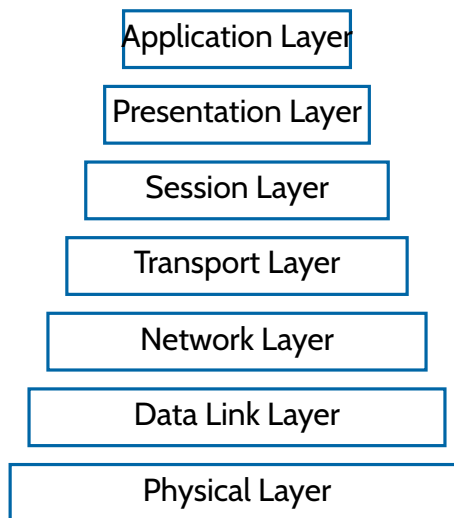 Application Layer
Presentation Layer
Session Layer
Transport Layer
Network Layer
Data Link Layer
Physical Layer